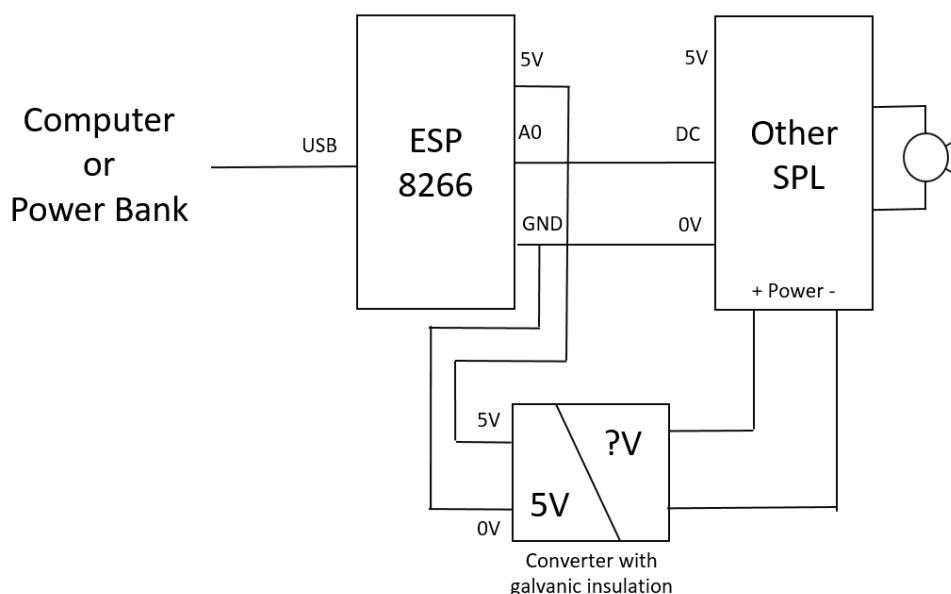 Computer
or
Power Bank
USB
ESP
8266
5V
A0
GND
5V
DC
0V
Other
SPL
+ Power -
5V
0V
5V
?V
Converter with
galvanic insulation